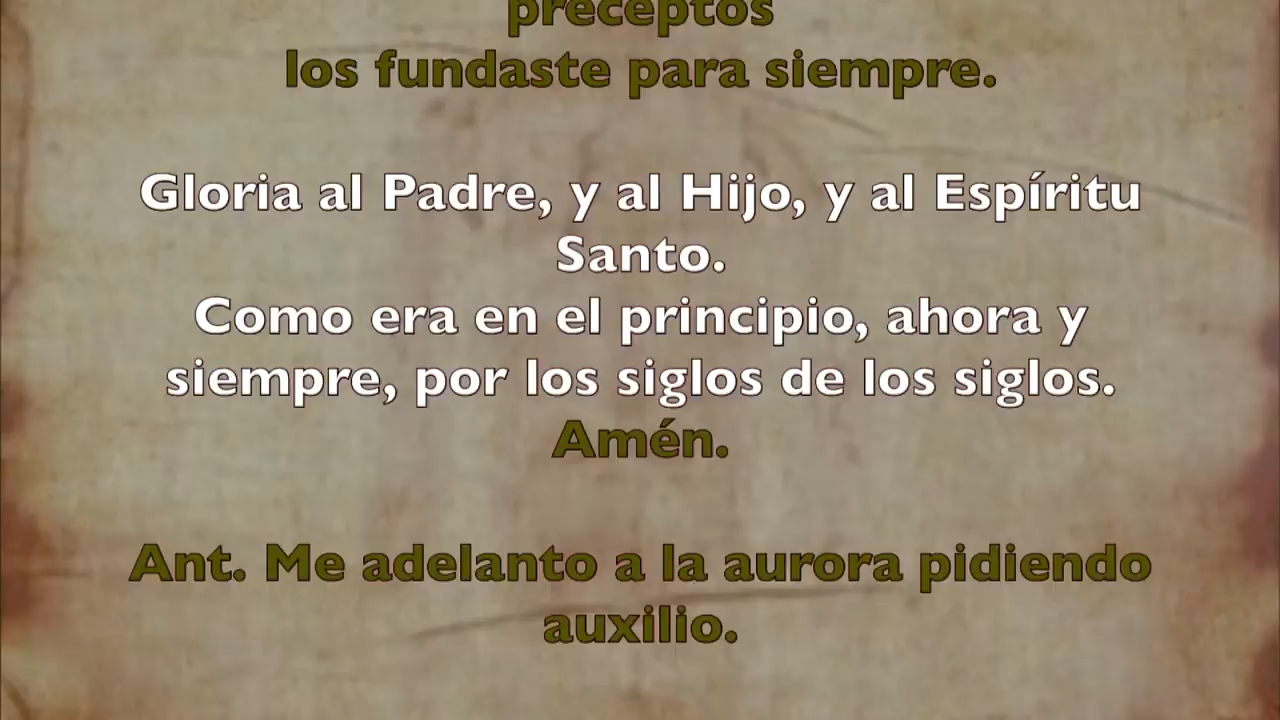 preceptos
los fundaste para siempre.
Gloria al Padre, y al Hijo, y al Espíritu
Santo.
Como era en el principio, ahora y
siempre, por los siglos de los siglos.
Amén.
Ant. Me adelanto a la aurora pidiendo
auxilio.